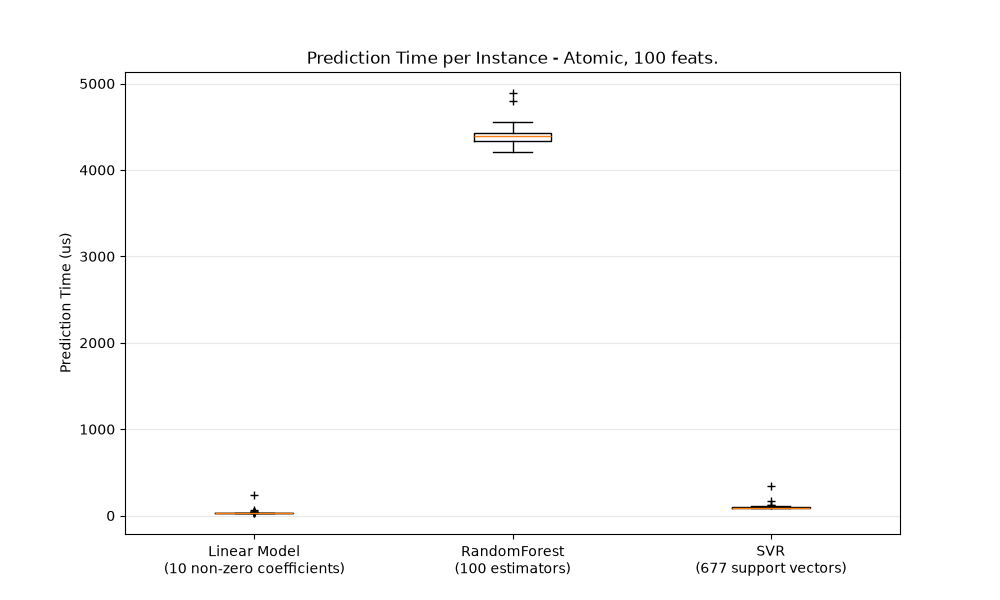 Prediction Time per Instance - Atomic, 100 feats.
5000
4000
3000
2000
1000
0
Prediction Time (us)
Linear Model
(10 non-zero coefficients)
RandomForest
(100 estimators)
SVR
(677 support vectors)